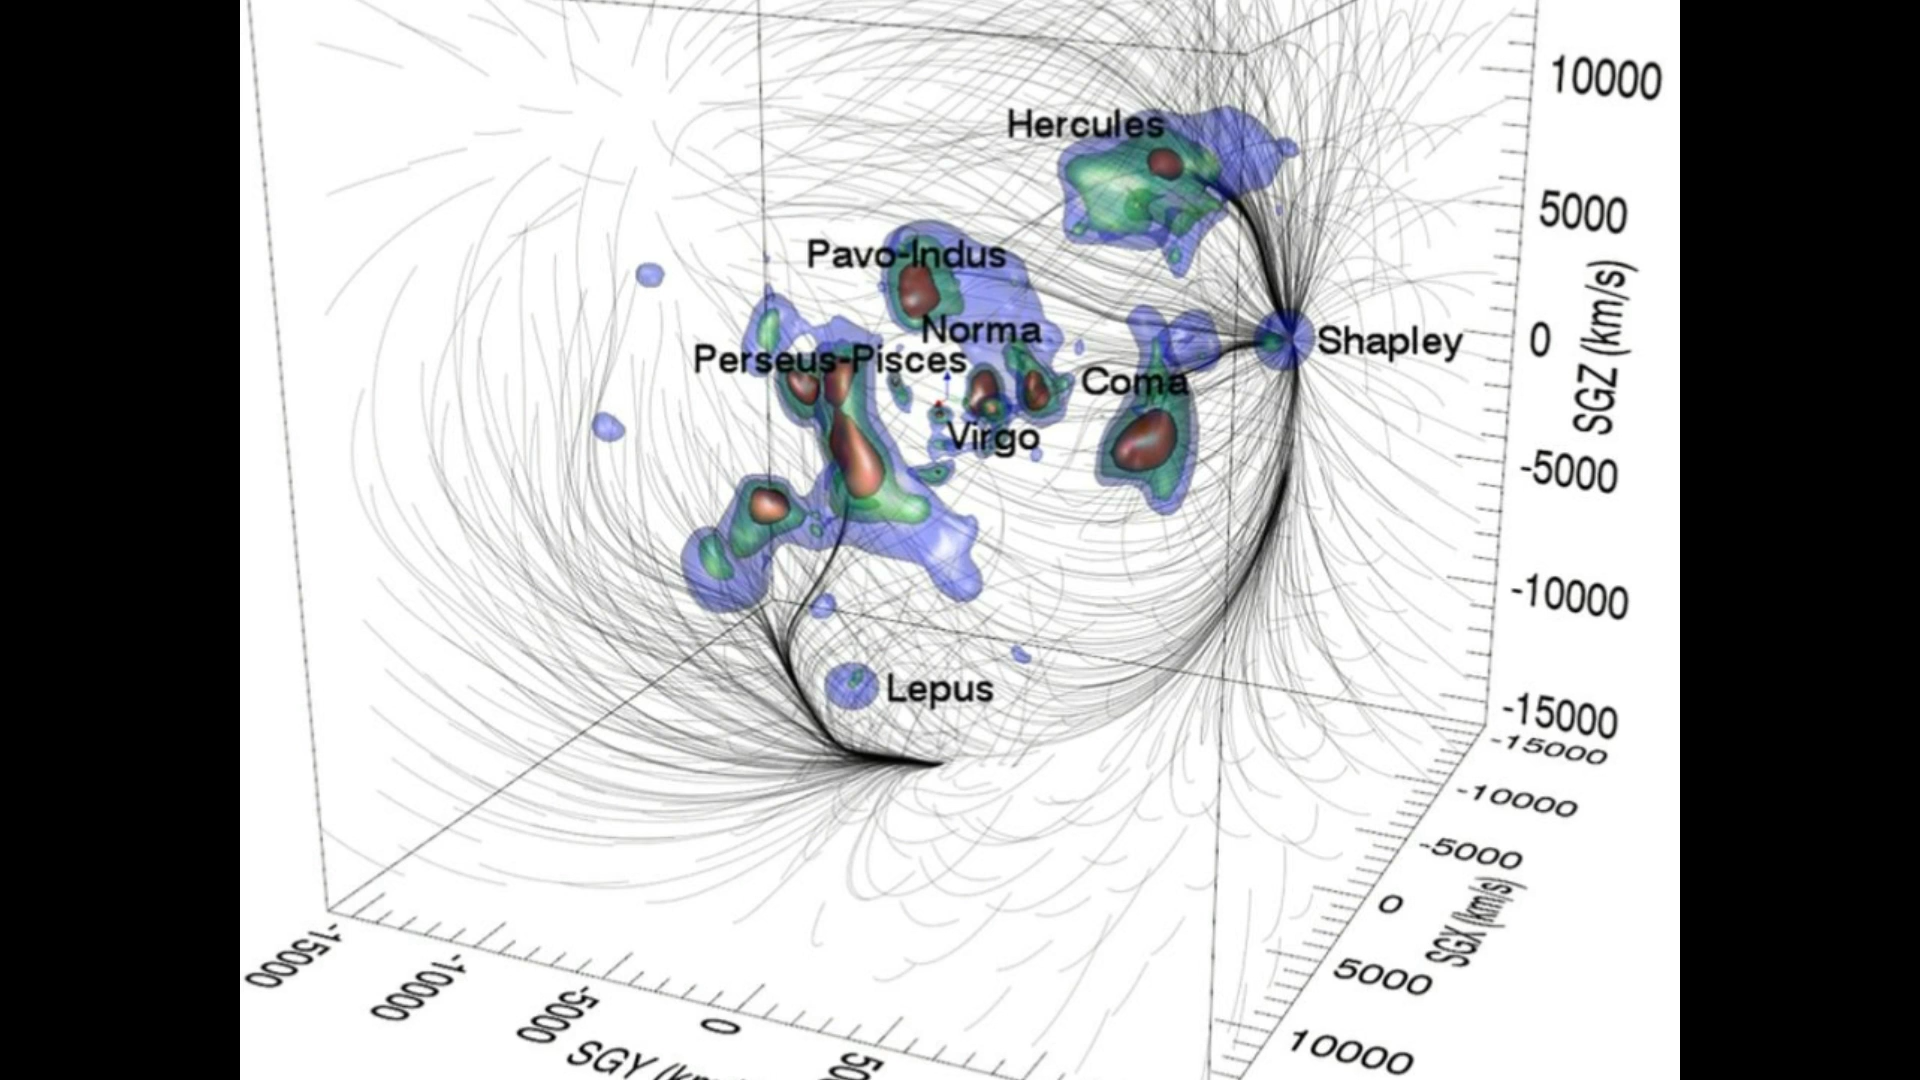 10000
Hercules
5000
Pavo-Indus
SGZ (km/s)
Norma
0
Shapley
Perseus-Pisces
Coma
Virgo
-5000
-10000
Lepus
-15000
-15000
-10000
-5000
0
SGX (km/s)
5000
10000
-15000
-10000
-5000
0
SGY